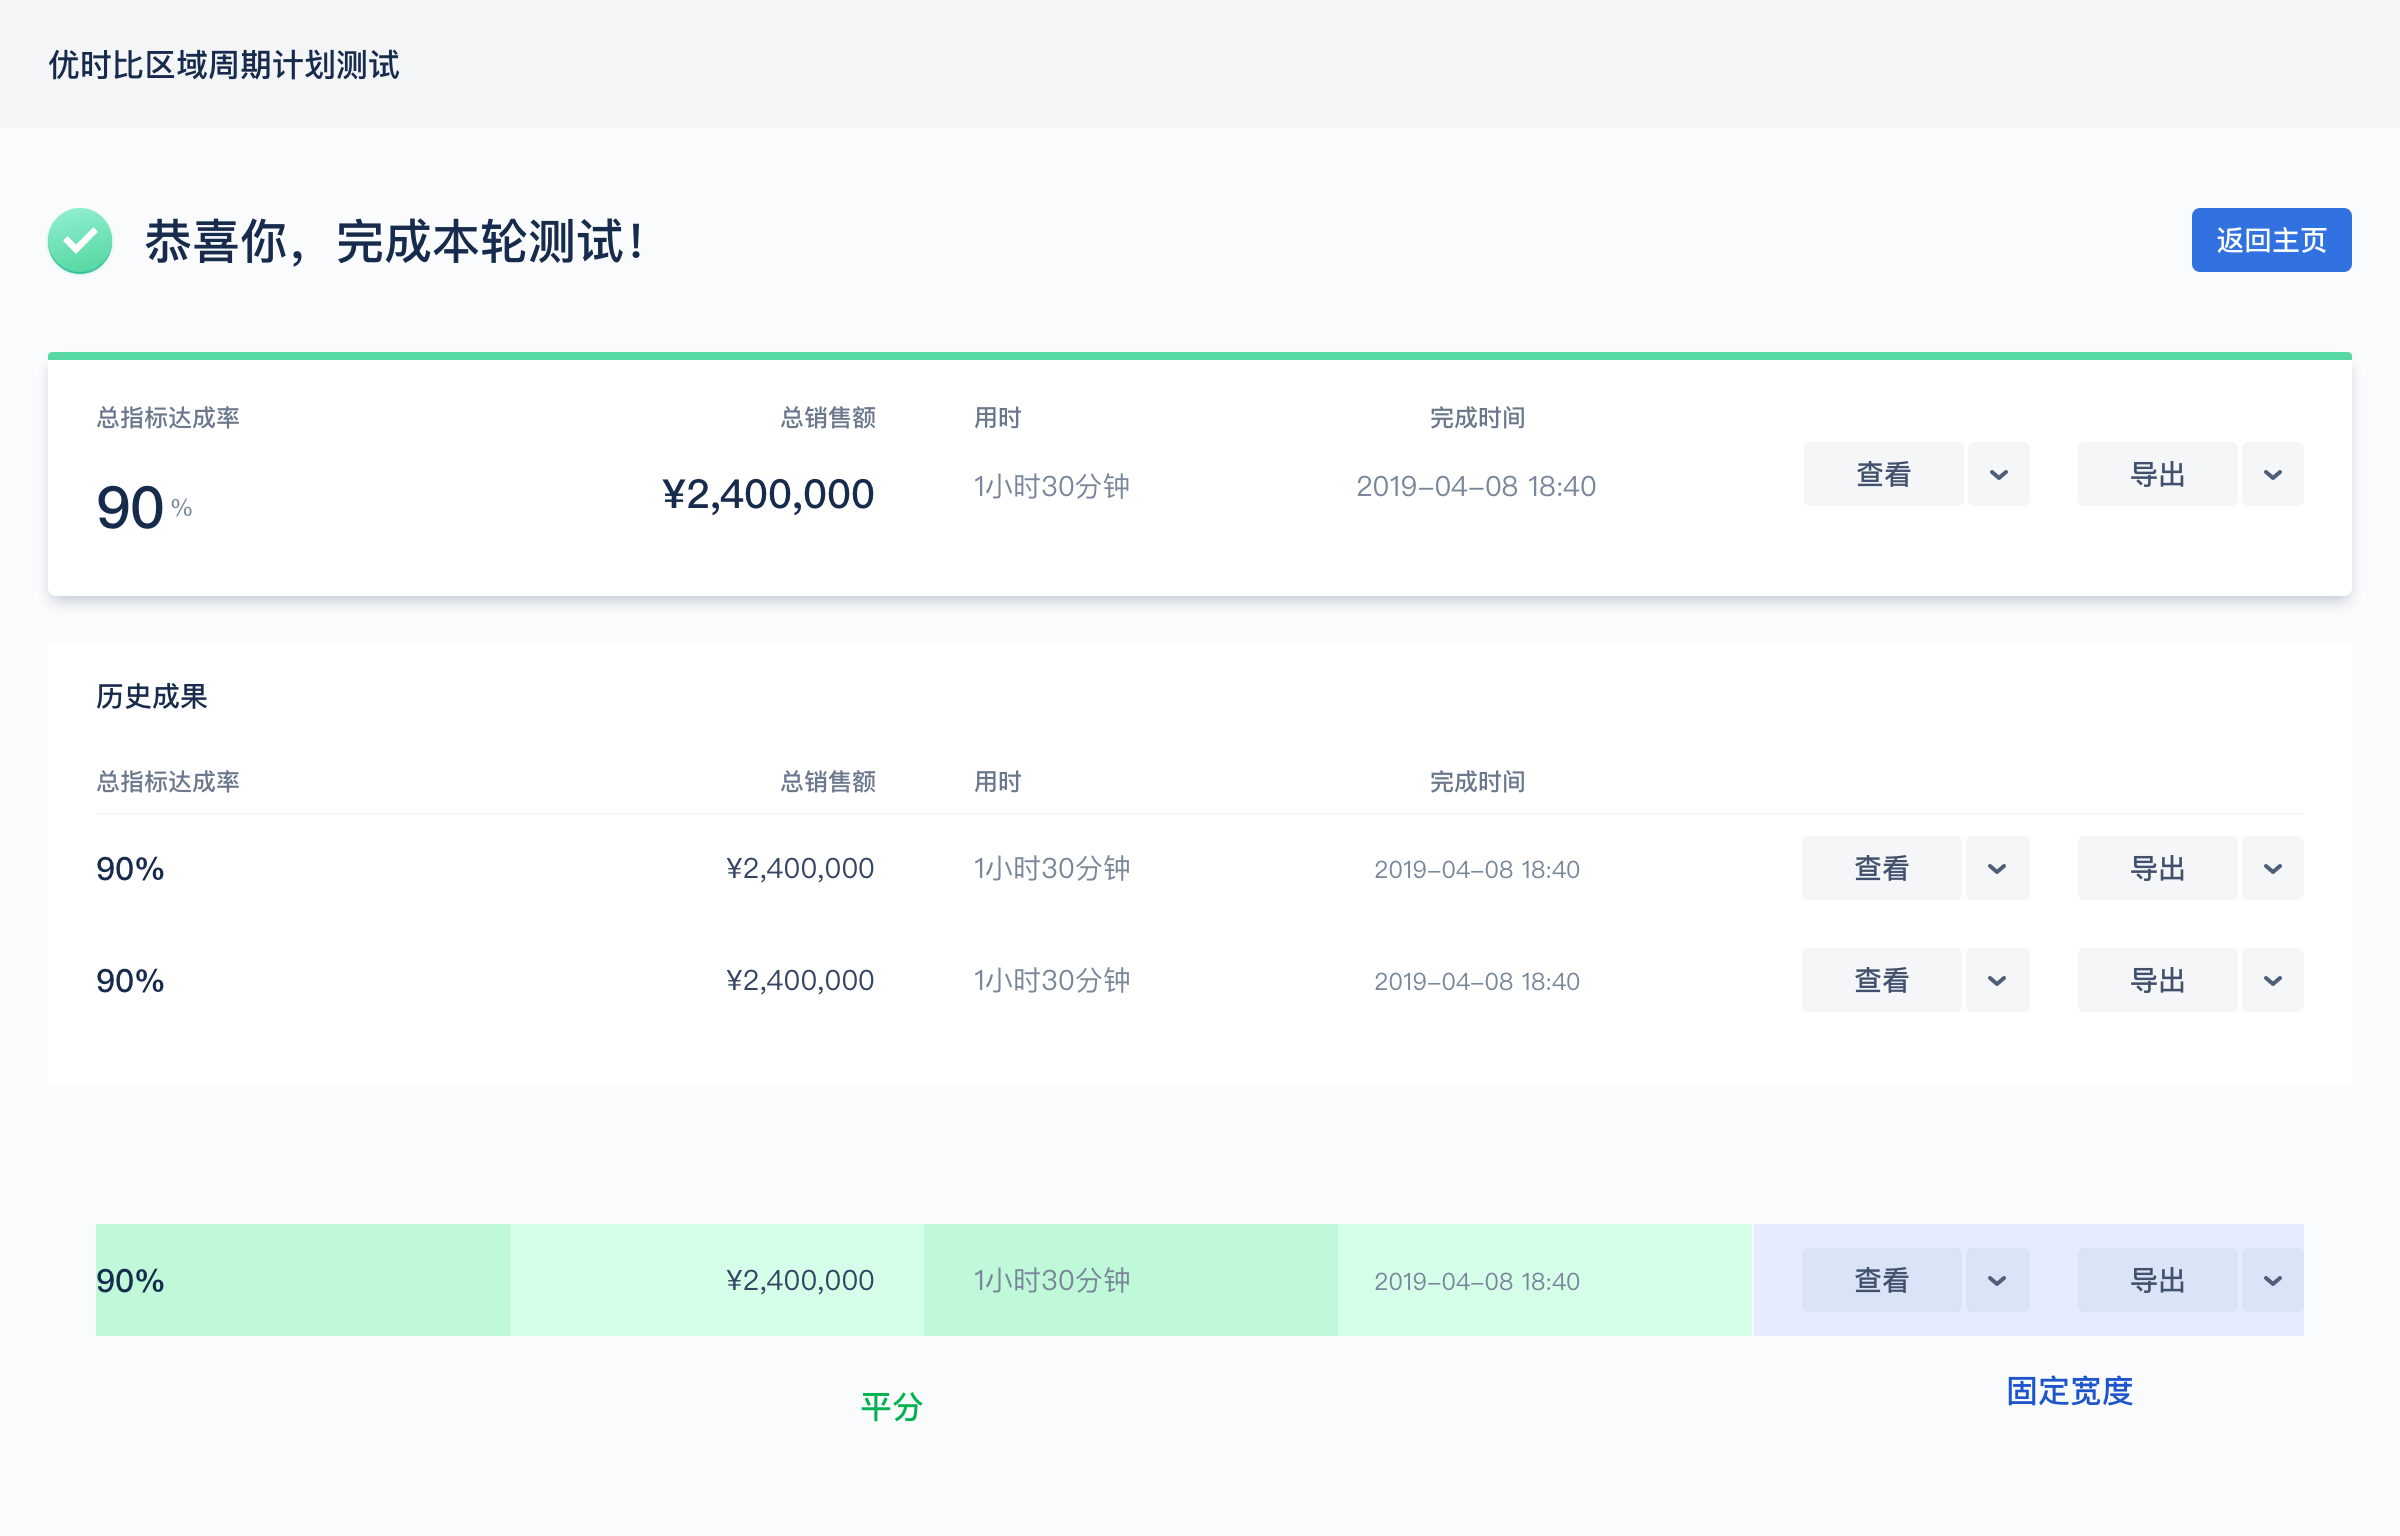 优时比区域周期计划测试
恭喜你，完成本轮测试！ 返回主页
总指标达成率 总销售额 用时 完成时间
90 % ¥2,400,000 1小时30分钟 2019-04-08 18:40 查看 导出
历史成果
总指标达成率 总销售额 用时 完成时间
90% ¥2,400,000 1小时30分钟 2019-04-08 18:40 查看 导出
90% ¥2,400,000 1小时30分钟 2019-04-08 18:40 查看 导出
90% ¥2,400,000 1小时30分钟 2019-04-08 18:40 查看 导出
平分 固定宽度